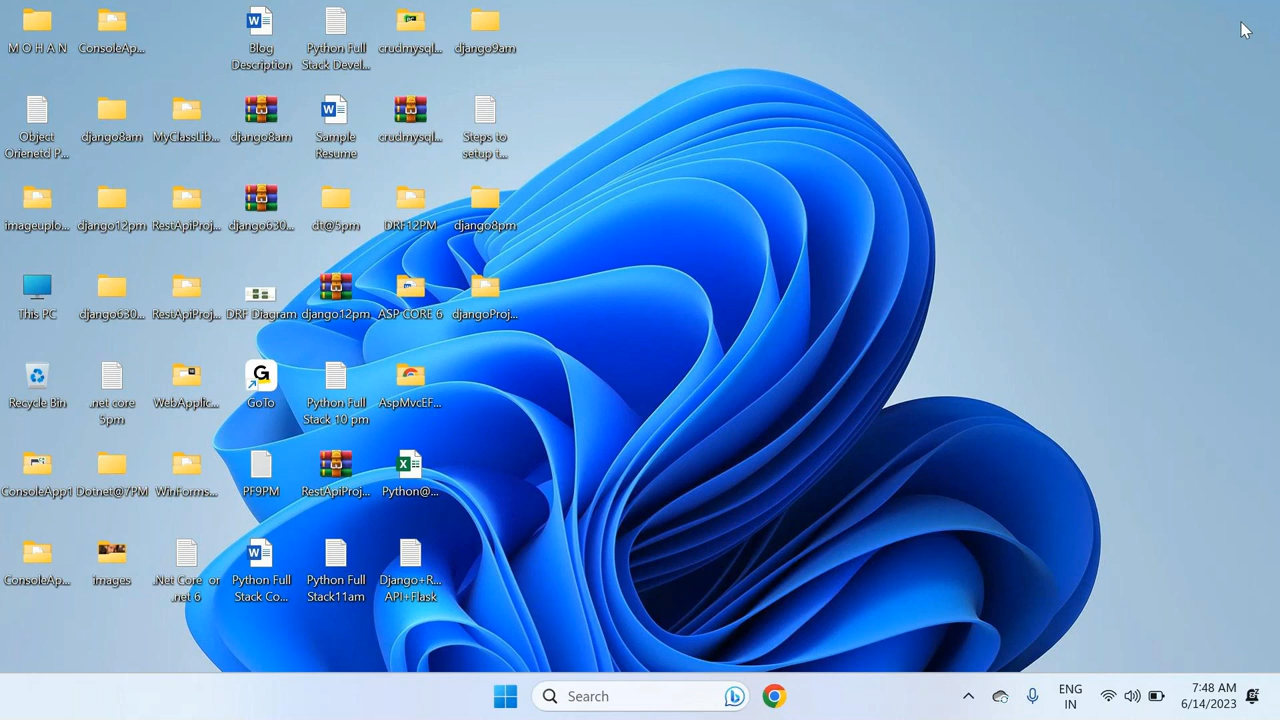 M O H A N
ConsoleAp...
Blog
Description
Python Full
Stack Devel...
crudmysql...
django9am
Object
Orienetd P...
django8am
MyClassLib...
django8am
Sample
Resume
crudmysql...
Steps to
setup t...
imageuplo...
django12pm
RestApiProj...
django630...
dt@5pm
DRF12PM
django8pm
This PC
django630...
RestApiProj...
DRF Diagram
django12pm
ASP CORE 6
djangoProj...
Recycle Bin
.net core
5pm
WebApplic...
GoTo
Python Full
Stack 10 pm
AspMvcEF...
ConsoleApp1
Dotnet@7PM
WinForms...
PF9PM
RestApiProj...
Python@...
ConsoleAp...
images
.Net Core or
.net 6
Python Full
Stack Co...
Python Full
Stack11am
Django+R...
API+Flask
Search
ENG
IN
7:48 AM
6/14/2023